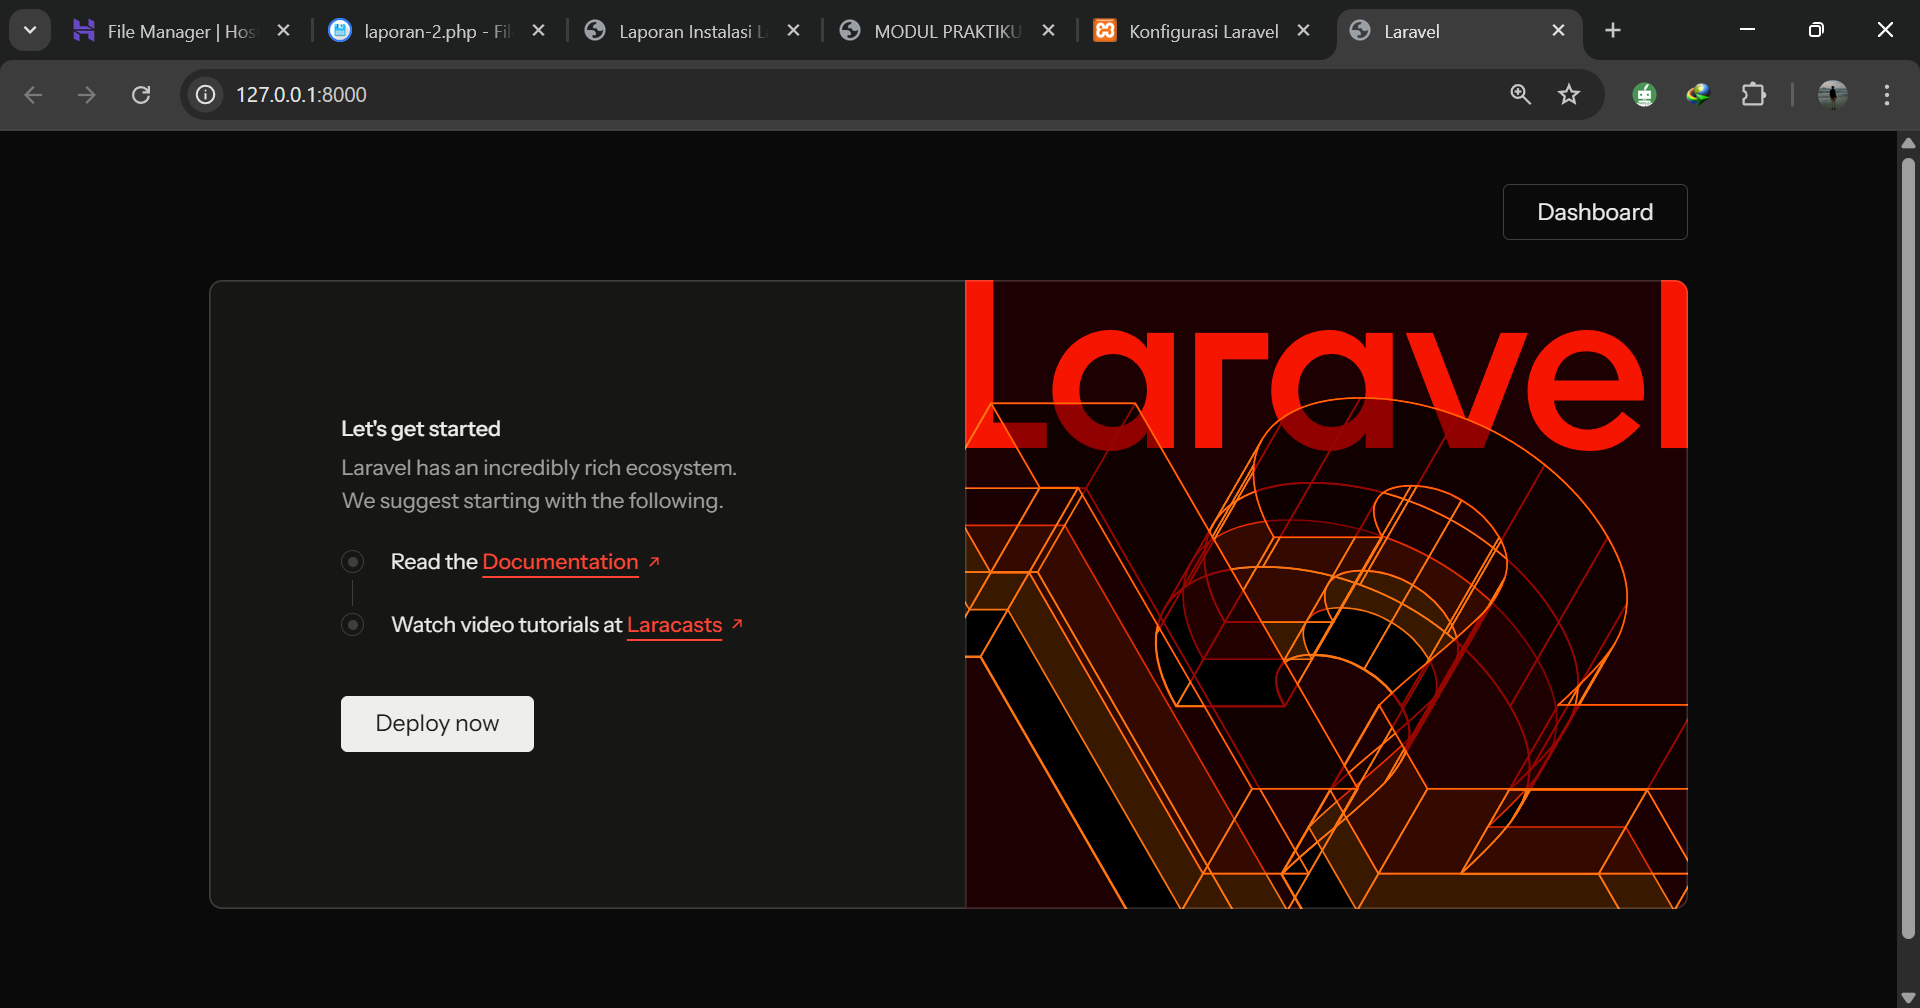 File Manager | Hos
laporan-2.php - Fil
Laporan Instalasi L
MODUL PRAKTIKU
Konfigurasi Laravel
Laravel
127.0.0.1:8000
Dashboard
Let's get started
Laravel has an incredibly rich ecosystem.
We suggest starting with the following.
Read the Documentation
Watch video tutorials at Laracasts
Deploy now
Laravel